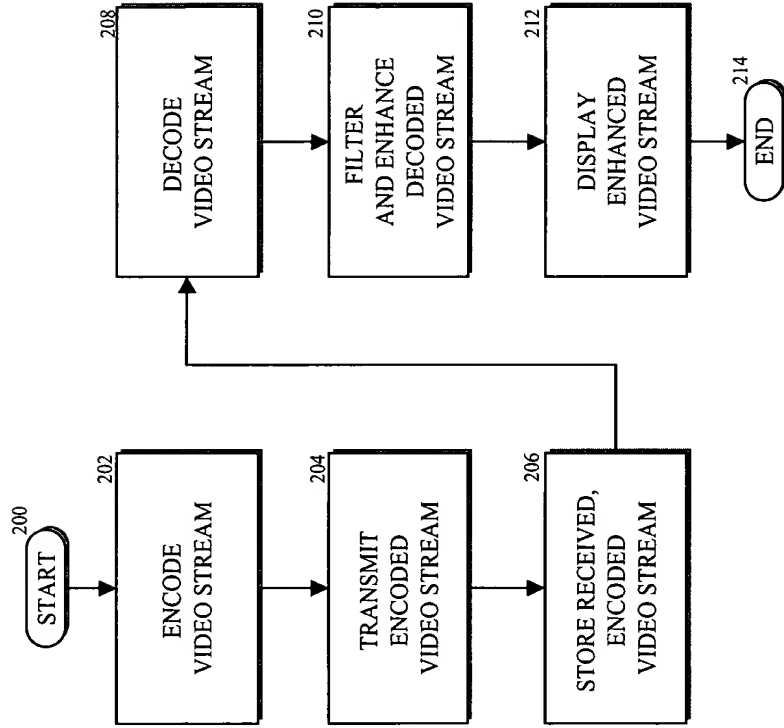 200
START
202
ENCODE
VIDEO STREAM
204
TRANSMIT
ENCODED
VIDEO STREAM
206
STORE RECEIVED,
ENCODED
VIDEO STREAM
208
DECODE
VIDEO STREAM
210
FILTER
AND ENHANCE
DECODED
VIDEO STREAM
212
DISPLAY
ENHANCED
VIDEO STREAM
214
END